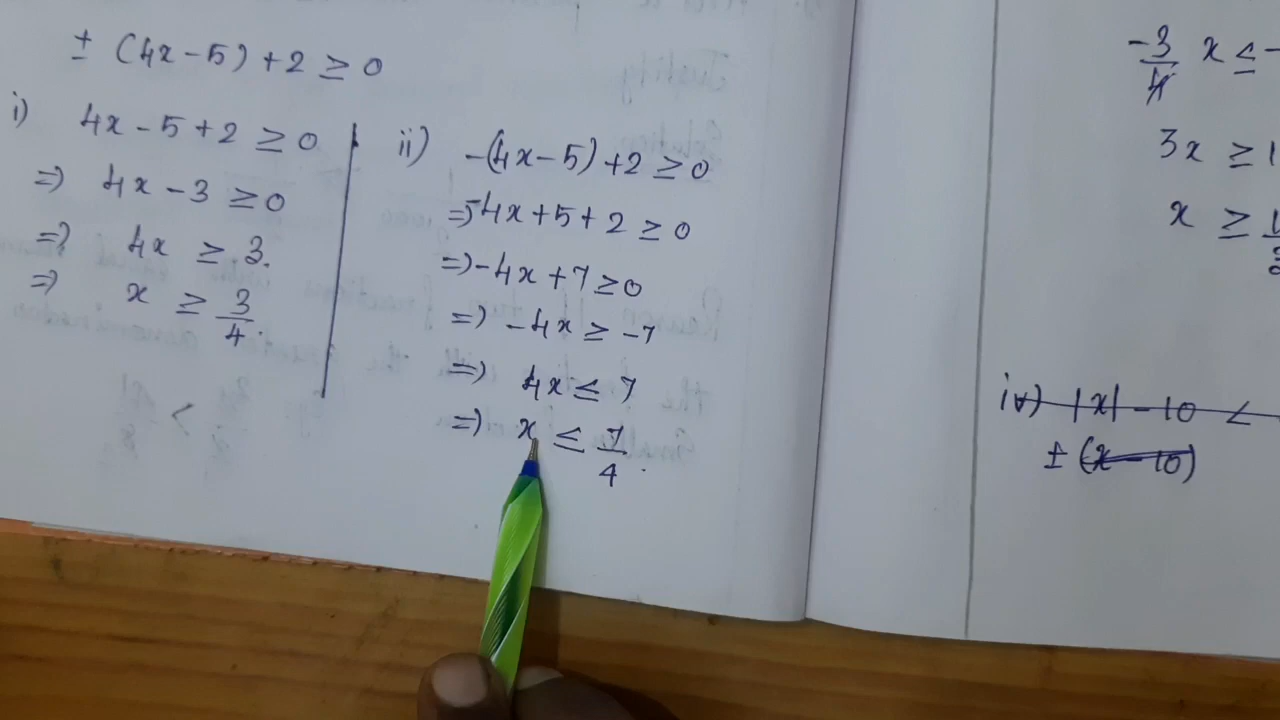 ± (4x - 5) + 2 ≥ 0
i) 4x - 5 + 2 ≥ 0
=> 4x - 3 ≥ 0
=> 4x ≥ 3.
=> x ≥ 3/4.
ii) -(4x - 5) + 2 ≥ 0
=> -4x + 5 + 2 ≥ 0
=> -4x + 7 ≥ 0
=> -4x ≥ -7
=> 4x ≤ 7
=> x ≤ 7/4.
-3/4 x ≤ -
3x ≥ 1
x ≥
iv) |x| - 10 <
± (x - 10)